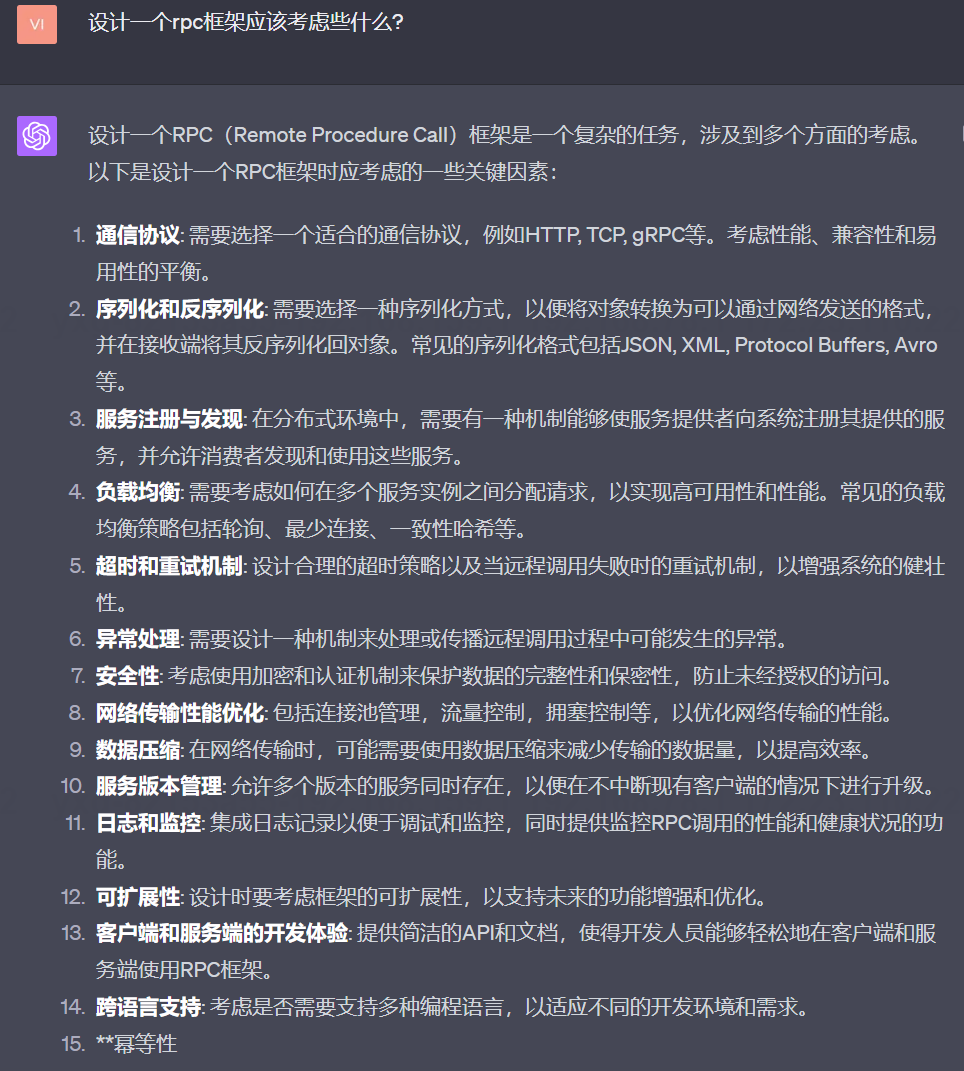 VI
设计一个rpc框架应该考虑些什么?
设计一个RPC（Remote Procedure Call）框架是一个复杂的任务，涉及到多个方面的考虑。
以下是设计一个RPC框架时应考虑的一些关键因素：
1. 通信协议: 需要选择一个适合的通信协议，例如HTTP, TCP, gRPC等。考虑性能、兼容性和易
用性的平衡。
2. 序列化和反序列化: 需要选择一种序列化方式，以便将对象转换为可以通过网络发送的格式，
并在接收端将其反序列化回对象。常见的序列化格式包括JSON, XML, Protocol Buffers, Avro
等。
3. 服务注册与发现: 在分布式环境中，需要有一种机制能够使服务提供者向系统注册其提供的服
务，并允许消费者发现和使用这些服务。
4. 负载均衡: 需要考虑如何在多个服务实例之间分配请求，以实现高可用性和性能。常见的负载
均衡策略包括轮询、最少连接、一致性哈希等。
5. 超时和重试机制: 设计合理的超时策略以及当远程调用失败时的重试机制，以增强系统的健壮
性。
6. 异常处理: 需要设计一种机制来处理或传播远程调用过程中可能发生的异常。
7. 安全性: 考虑使用加密和认证机制来保护数据的完整性和保密性，防止未经授权的访问。
8. 网络传输性能优化: 包括连接池管理，流量控制，拥塞控制等，以优化网络传输的性能。
9. 数据压缩: 在网络传输时，可能需要使用数据压缩来减少传输的数据量，以提高效率。
10. 服务版本管理: 允许多个版本的服务同时存在，以便在不中断现有客户端的情况下进行升级。
11. 日志和监控: 集成日志记录以便于调试和监控，同时提供监控RPC调用的性能和健康状况的功
能。
12. 可扩展性: 设计时要考虑框架的可扩展性，以支持未来的功能增强和优化。
13. 客户端和服务端的开发体验: 提供简洁的API和文档，使得开发人员能够轻松地在客户端和服
务端使用RPC框架。
14. 跨语言支持: 考虑是否需要支持多种编程语言，以适应不同的开发环境和需求。
15. **幂等性